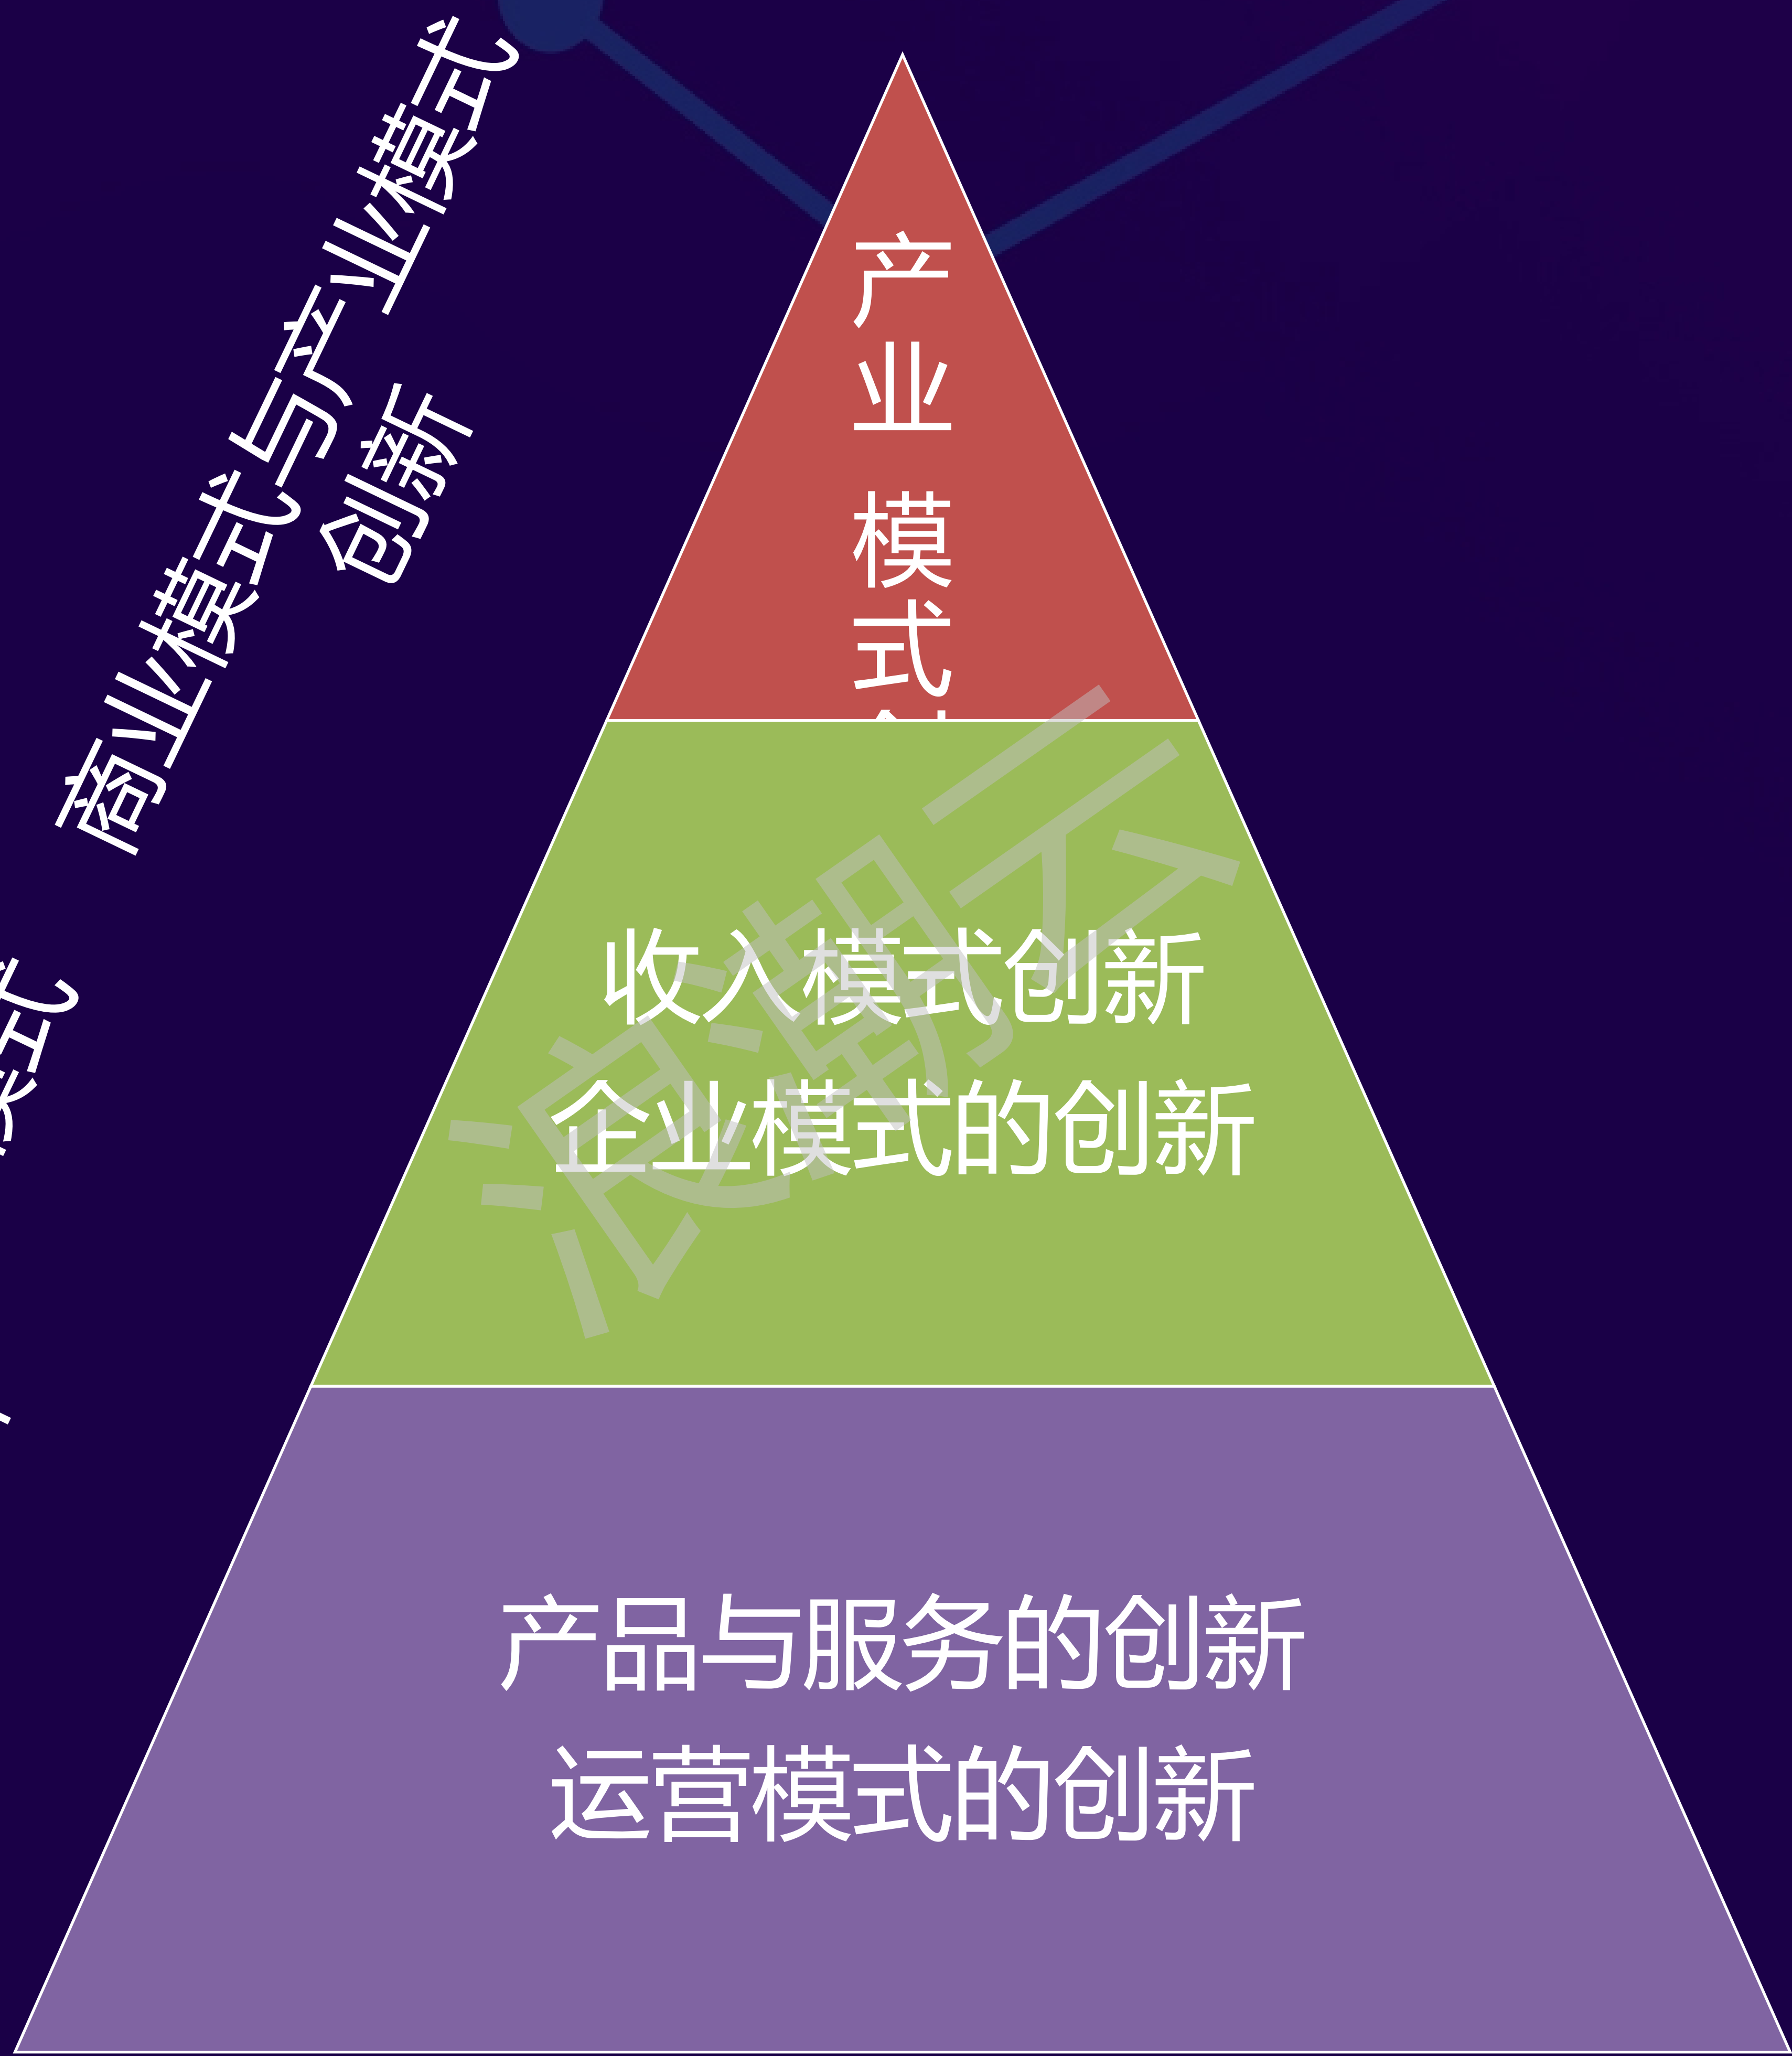 商业模式与产业模式
创新
产
业
模
式
收入模式创新
企业模式的创新
产品与服务的创新
运营模式的创新